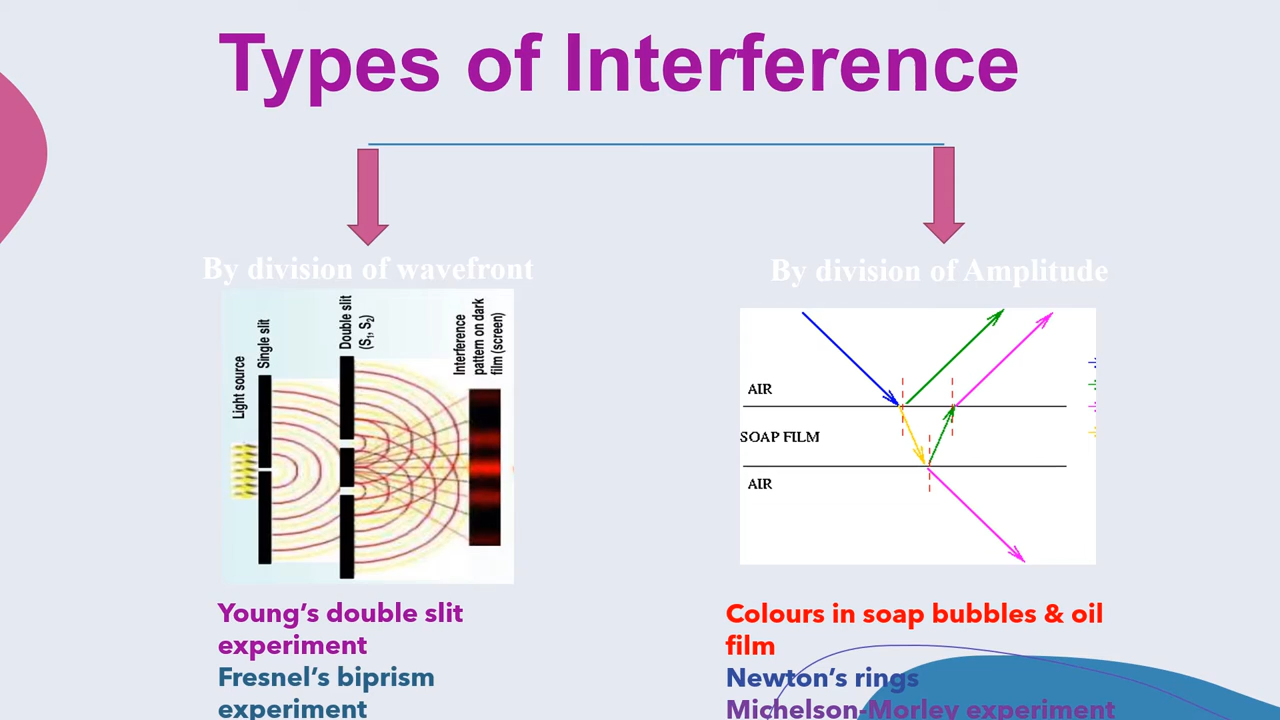 Types of Interference
By division of wavefront
Light source
Single slit
Double slit
(S₁, S₂)
Interference
pattern on dark
film (screen)
Young’s double slit
experiment
Fresnel’s biprism
experiment
By division of Amplitude
AIR
SOAP FILM
AIR
Colours in soap bubbles & oil
film
Newton’s rings
Michelson-Morley experiment